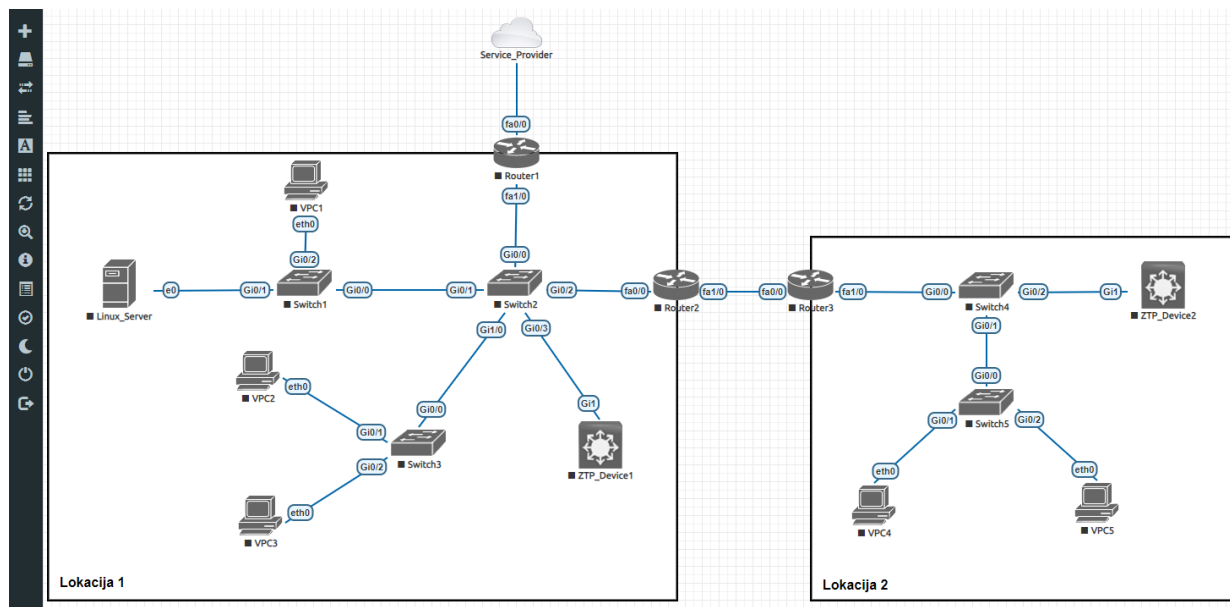 Service_Provider
fa0/0
Router1
fa1/0
VPC1
eth0
Gi0/2
Gi0/0
Linux_Server
e0
Gi0/1
Switch1
Gi0/0
Gi0/1
Switch2
Gi0/2
fa0/0
Router2
fa1/0
fa0/0
Router3
fa1/0
Gi0/0
Switch4
Gi0/2
Gi1
ZTP_Device2
Gi1/0
Gi0/3
Gi0/1
VPC2
eth0
Gi0/0
Gi1
Gi0/0
Gi0/1
Switch3
Gi0/2
ZTP_Device1
Switch5
Gi0/1
Gi0/2
eth0
VPC3
eth0
VPC4
eth0
VPC5
Lokacija 1
Lokacija 2
A